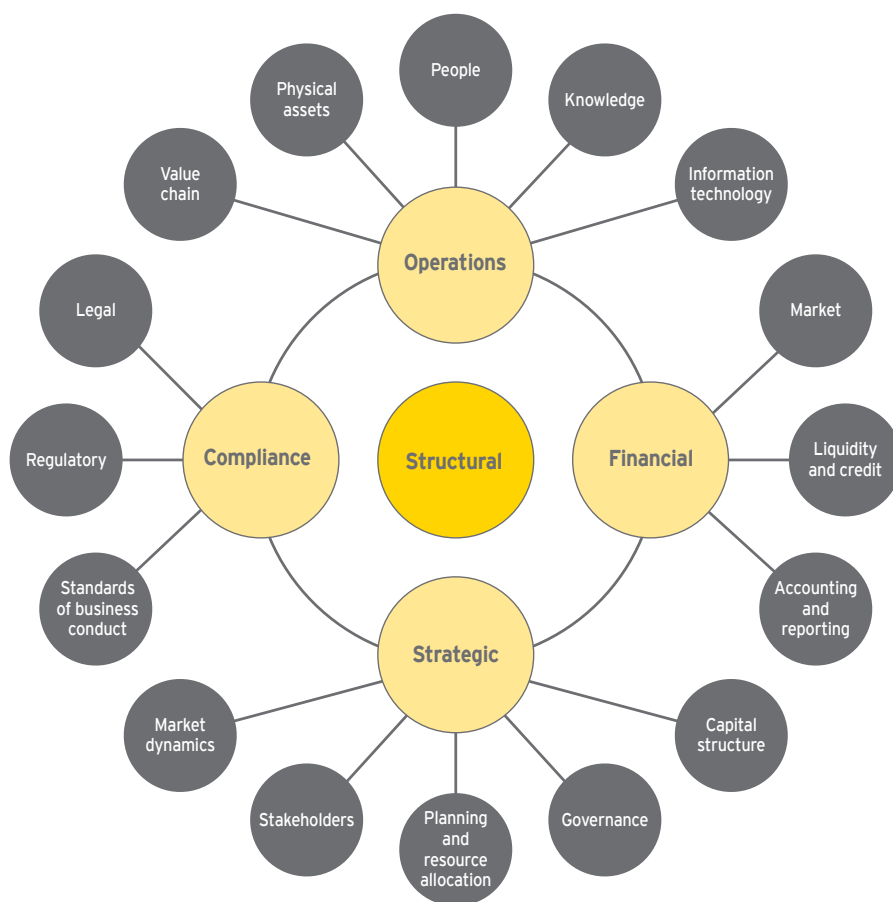 People
Physical
assets
Knowledge
Value
chain
Information
technology
Operations
Legal
Market
Regulatory
Compliance
Structural
Financial
Liquidity
and credit
Standards
of business
conduct
Accounting
and
reporting
Strategic
Market
dynamics
Capital
structure
Stakeholders
Planning
and
resource
allocation
Governance